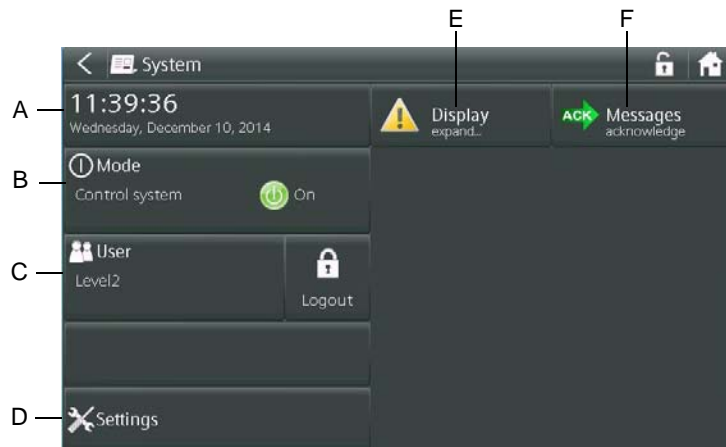 E
F
System
A
11:39:36
Wednesday, December 10, 2014
Display
expand...
ACK
Messages
acknowledge
B
Mode
Control system
On
C
User
Level2
Logout
D
Settings